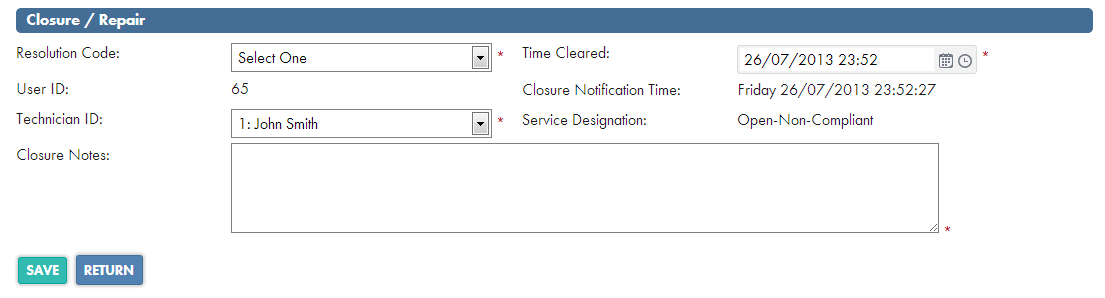 Closure / Repair
Resolution Code: Select One * Time Cleared: 26/07/2013 23:52 *
User ID: 65 Closure Notification Time: Friday 26/07/2013 23:52:27
Technician ID: 1: John Smith * Service Designation: Open-Non-Compliant
Closure Notes: *
SAVE RETURN